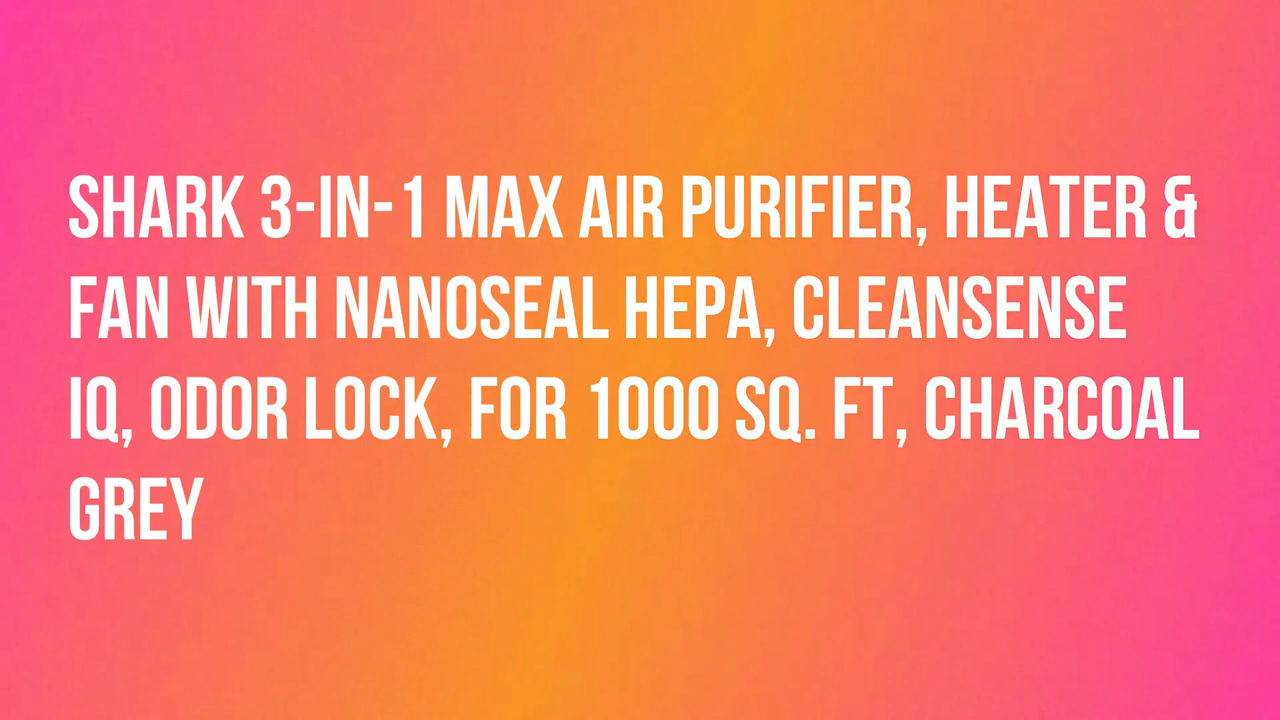 SHARK 3-IN-1 MAX AIR PURIFIER, HEATER &
FAN WITH NANOSEAL HEPA, CLEANSENSE
IQ, ODOR LOCK, FOR 1000 SQ. FT, CHARCOAL
GREY